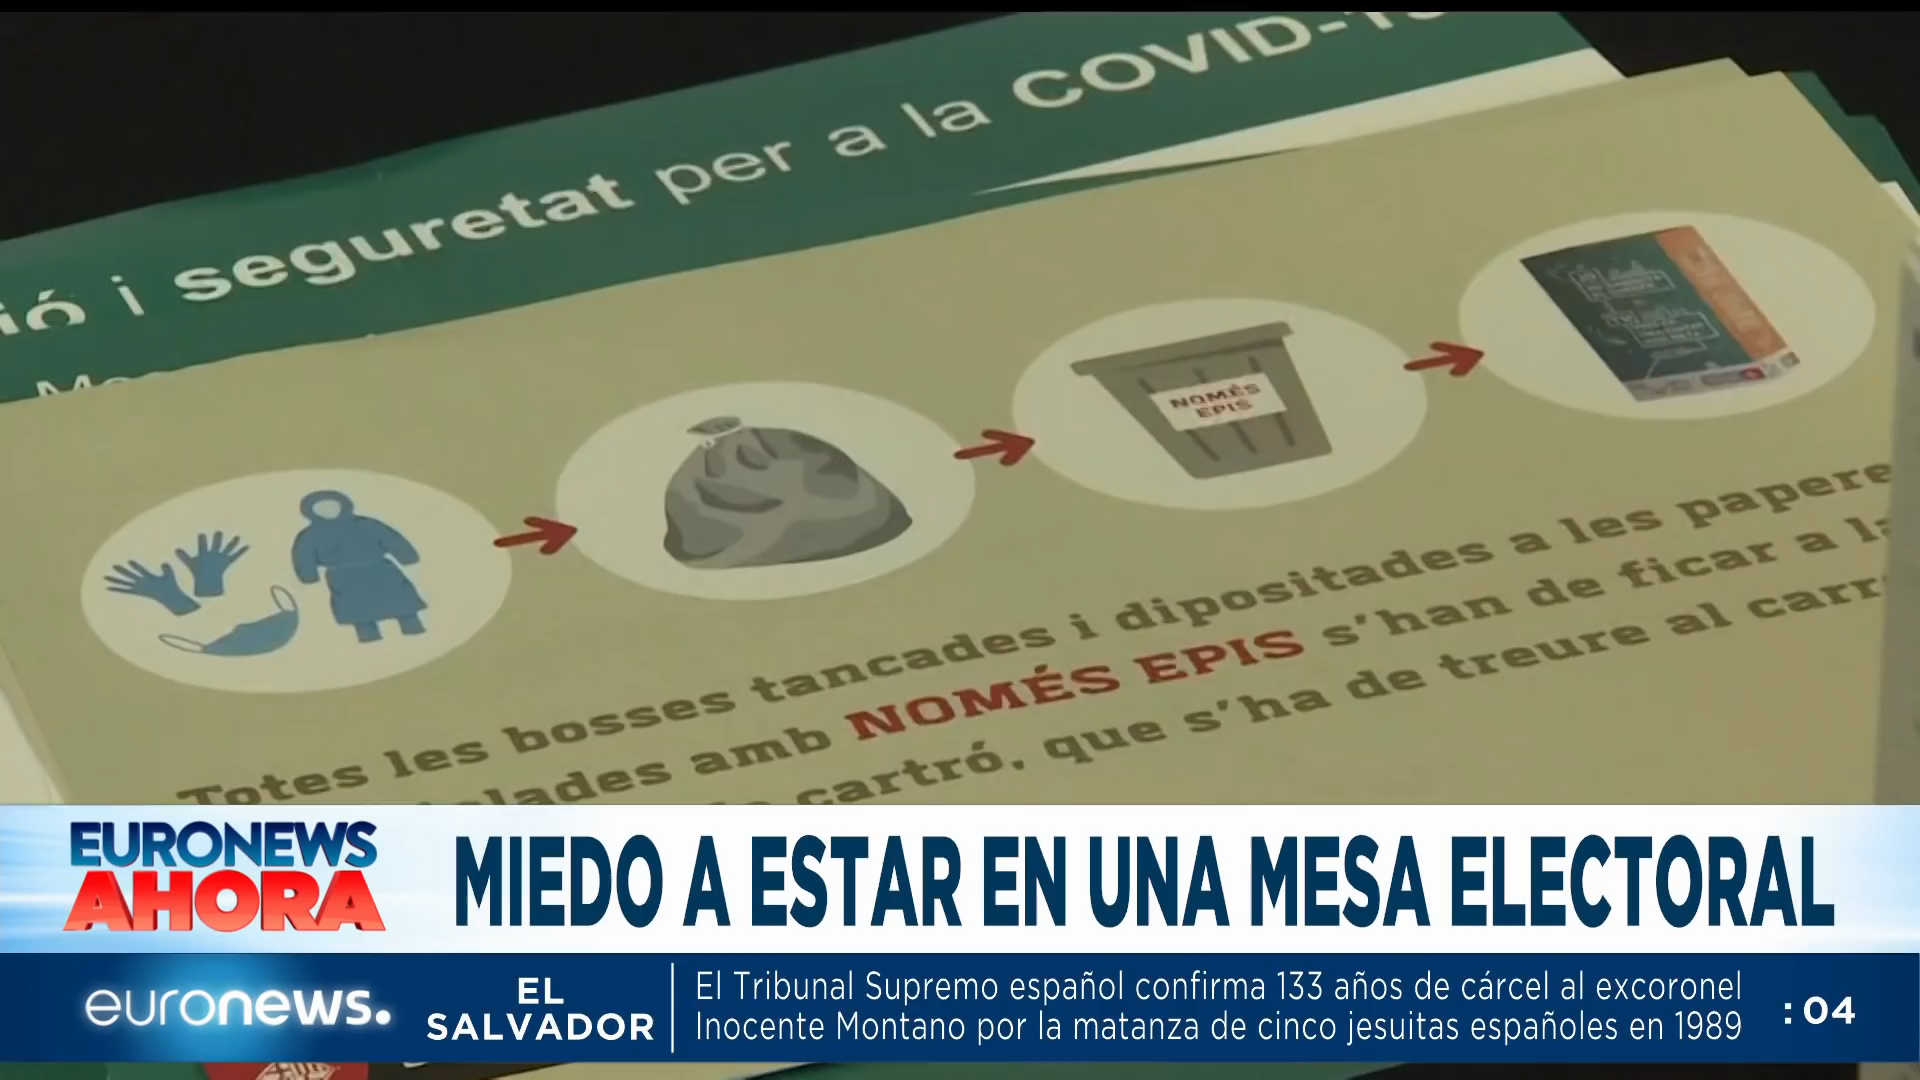 ió i seguretat per a la COVID-19
NOMÉS
EPIS
Totes les bosses tancades i dipositades a les papere
lades amb NOMÉS EPIS s'han de ficar a la
cartró, que s'ha de treure al carr
EURONEWS
AHORA
MIEDO A ESTAR EN UNA MESA ELECTORAL
euronews.
EL
SALVADOR
El Tribunal Supremo español confirma 133 años de cárcel al excoronel
Inocente Montano por la matanza de cinco jesuitas españoles en 1989
:04